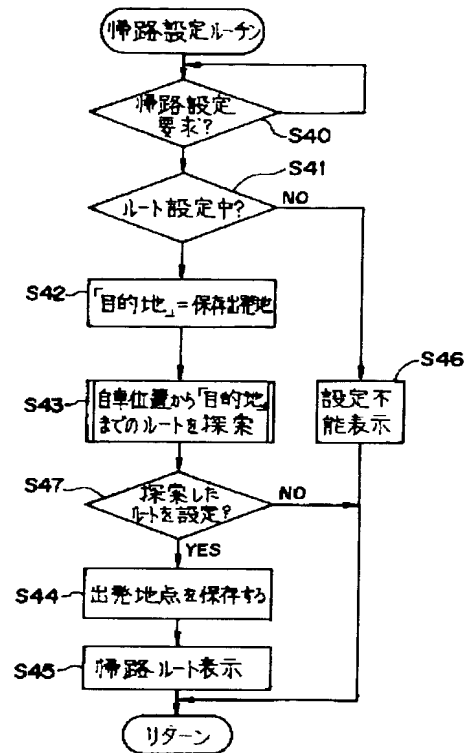 帰路設定ルーチン
帰路設定
要求?
S40
S41
ルート設定中?
NO
S42
「目的地」=保存出発地
S46
設定不
能表示
S43
自車位置から「目的地」
までのルートを探索
S47
探索した
ルートを設定?
NO
YES
S44
出発地点を保存する
S45
帰路ルート表示
リターン